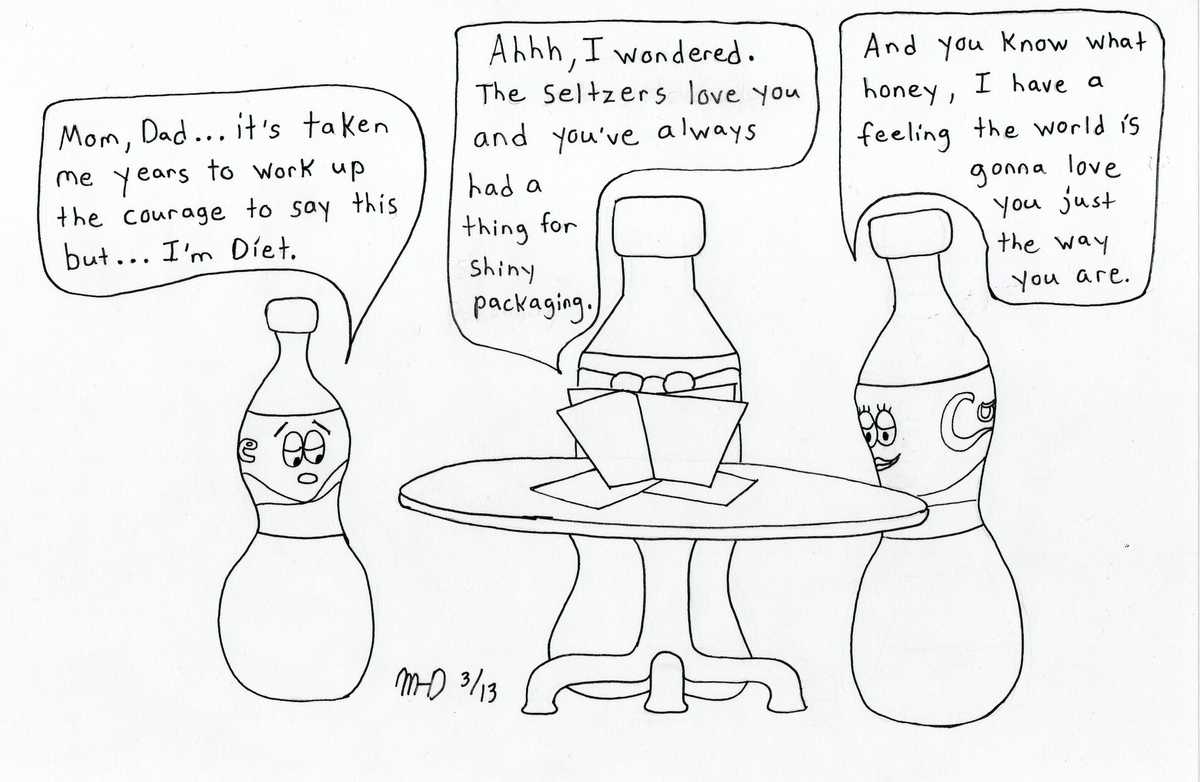 Mom, Dad... it's taken
me years to work up
the courage to say this
but... I'm Diet.
Ahhh, I wondered.
The Seltzers love you
and you've always
had a
thing for
shiny
packaging.
And you know what
honey, I have a
feeling the world is
gonna love
you just
the way
you are.
e
M-D 3/13